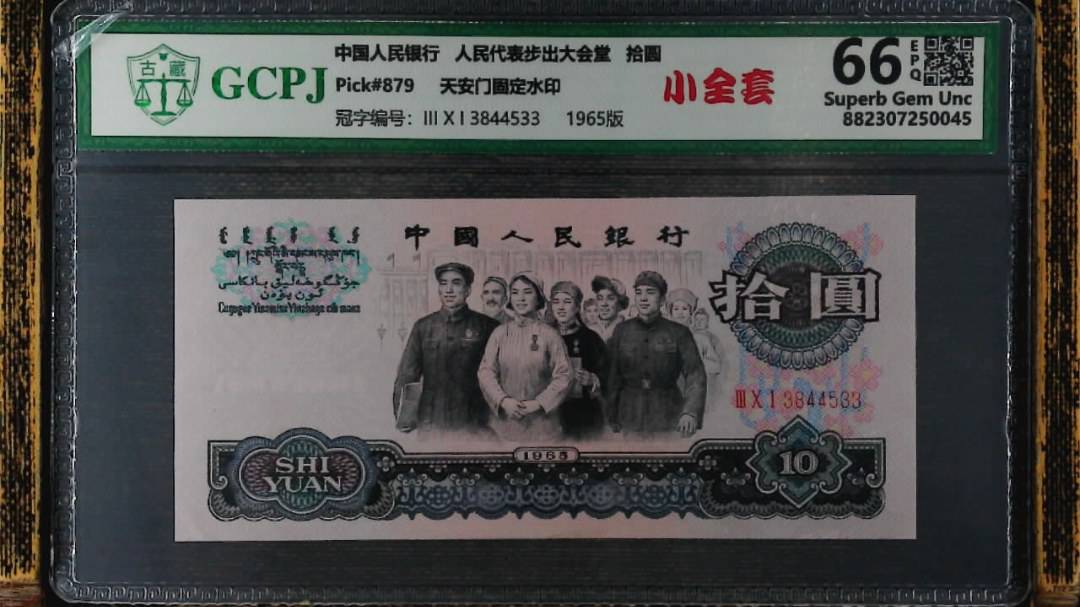 中国人民银行 人民代表步出大会堂 拾圆
古藏
GCPJ
Pick#879 天安门固定水印
小全套
66
EPQ
Superb Gem Unc
冠字编号：III X I 3844533 1965版
882307250045
中國人民銀行
拾圓
III X I 3844533
1965
SHI
YUAN
10